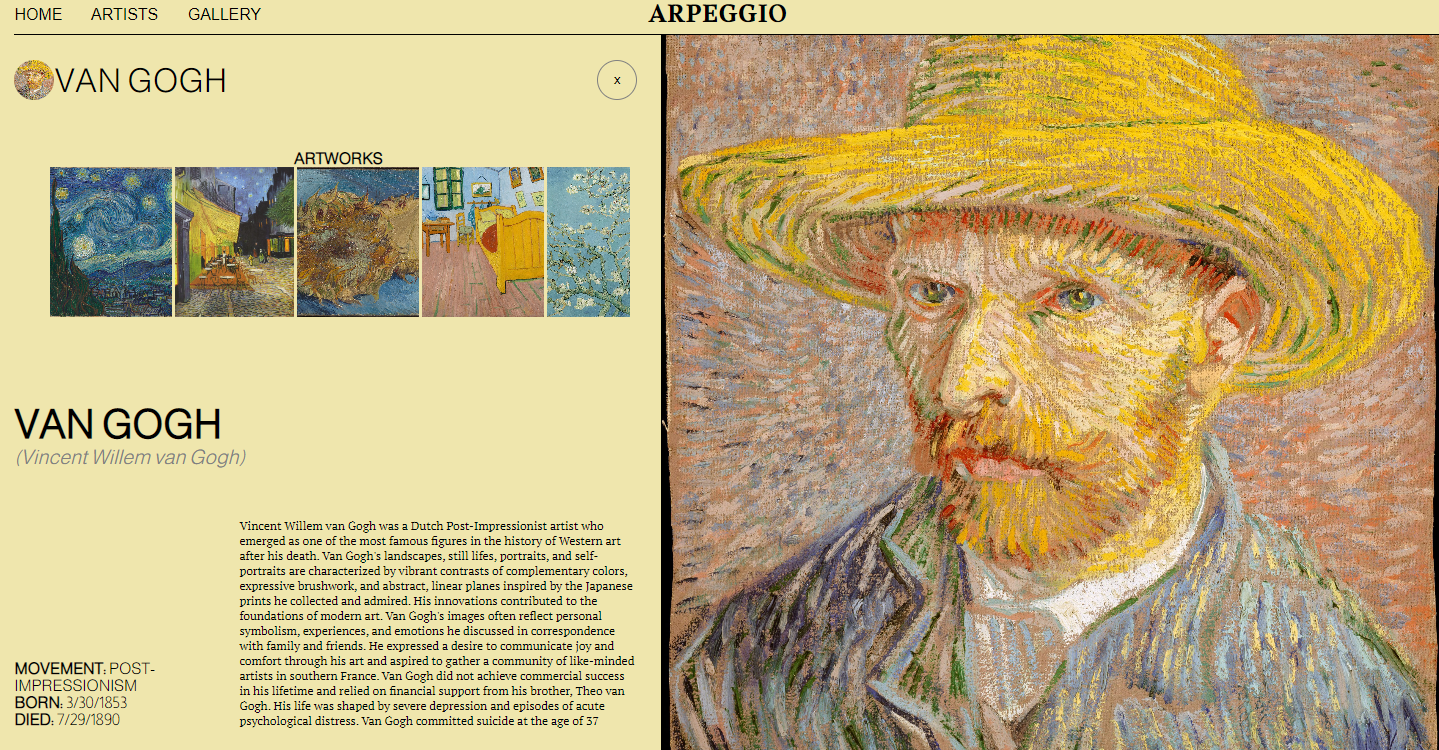 HOME ARTISTS GALLERY ARPEGGIO
VAN GOGH x
ARTWORKS
VAN GOGH
(Vincent Willem van Gogh)
Vincent Willem van Gogh was a Dutch Post-Impressionist artist who
emerged as one of the most famous figures in the history of Western art
after his death. Van Gogh's landscapes, still lifes, portraits, and self-
portraits are characterized by vibrant contrasts of complementary colors,
expressive brushwork, and abstract, linear planes inspired by the Japanese
prints he collected and admired. His innovations contributed to the
foundations of modern art. Van Gogh's images often reflect personal
symbolism, experiences, and emotions he discussed in correspondence
with family and friends. He expressed a desire to communicate joy and
comfort through his art and aspired to gather a community of like-minded
artists in southern France. Van Gogh did not achieve commercial success
in his lifetime and relied on financial support from his brother, Theo van
Gogh. His life was shaped by severe depression and episodes of acute
psychological distress. Van Gogh committed suicide at the age of 37
MOVEMENT: POST-
IMPRESSIONISM
BORN: 3/30/1853
DIED: 7/29/1890